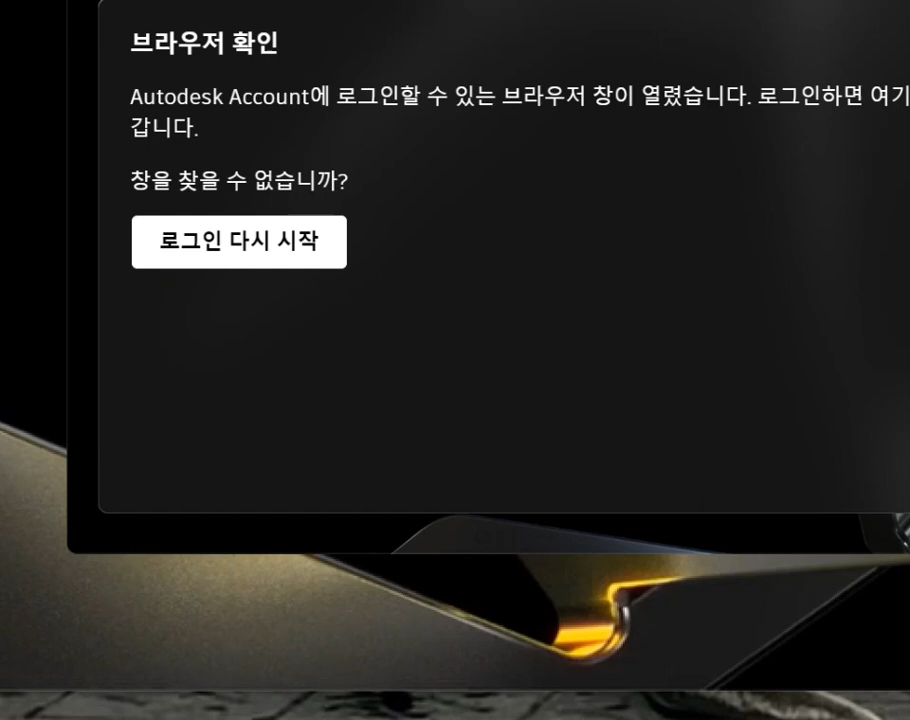 브라우저 확인
Autodesk Account에 로그인할 수 있는 브라우저 창이 열렸습니다. 로그인하면 여기
갑니다.
창을 찾을 수 없습니까?
로그인 다시 시작